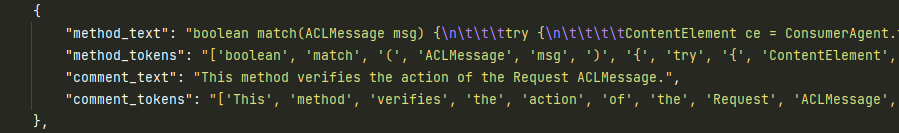 {
"method_text": "boolean match(ACLMessage msg) {\n\t\t\ttry {\n\t\t\t\tContentElement ce = ConsumerAgent.
"method_tokens": "['boolean', 'match', '(', 'ACLMessage', 'msg', ')', '{', 'try', '{', 'ContentElement',
"comment_text": "This method verifies the action of the Request ACLMessage.",
"comment_tokens": "['This', 'method', 'verifies', 'the', 'action', 'of', 'the', 'Request', 'ACLMessage',
},